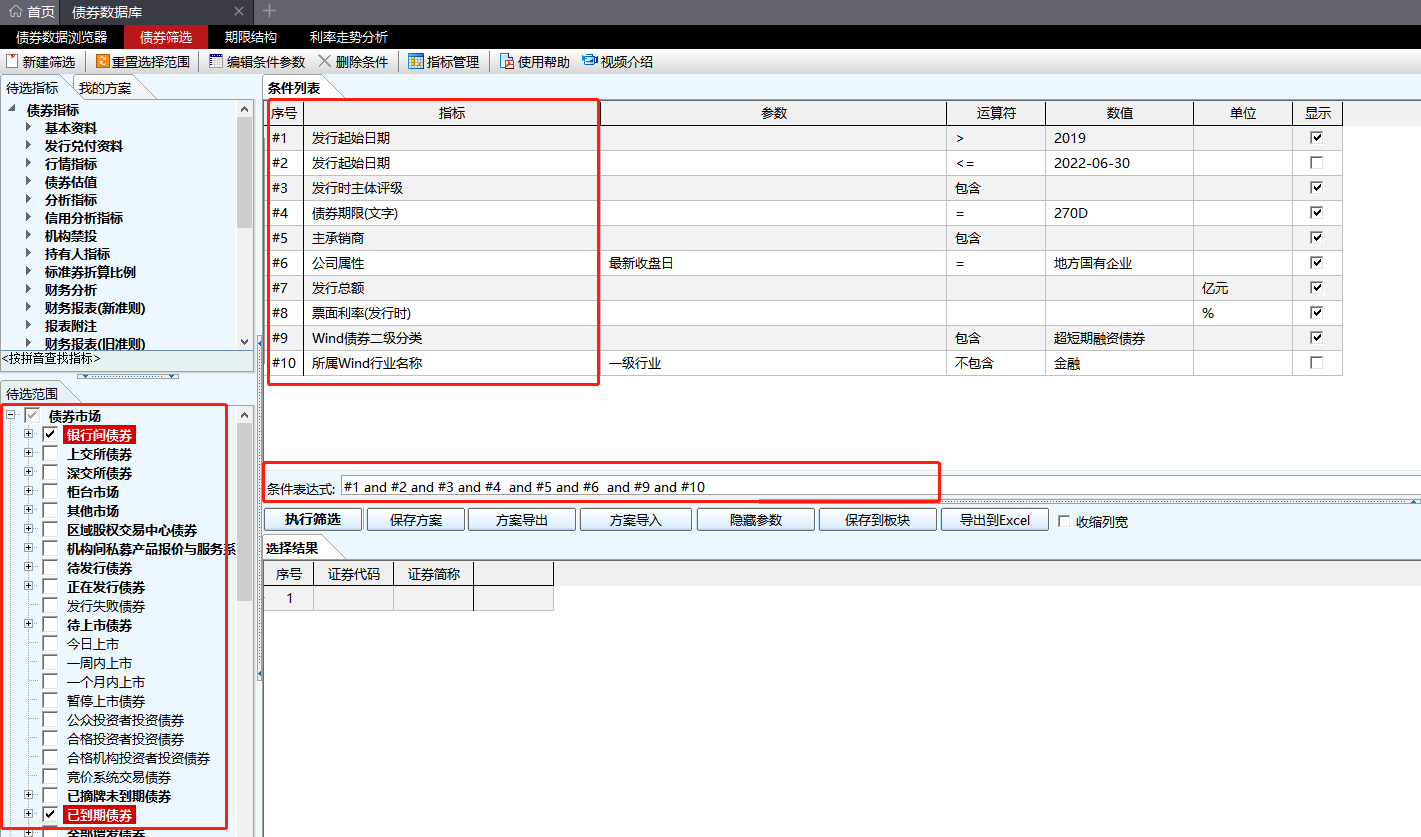 首页 债券数据库
债券数据浏览器 债券筛选 期限结构 利率走势分析
新建筛选 重置选择范围 编辑条件参数 删除条件 指标管理 使用帮助 视频介绍
待选指标 我的方案
债券指标
基本资料
发行兑付资料
行情指标
债券估值
分析指标
信用分析指标
机构禁投
持有人指标
标准券折算比例
财务分析
财务报表(新准则)
报表附注
财务报表(旧准则)
<按拼音查找指标>
待选范围
债券市场
银行间债券
上交所债券
深交所债券
柜台市场
其他市场
区域股权交易中心债券
机构间私募产品报价与服务系
待发行债券
正在发行债券
发行失败债券
待上市债券
今日上市
一周内上市
一个月内上市
暂停上市债券
公众投资者投资债券
合格投资者投资债券
合格机构投资者投资债券
竞价系统交易债券
已摘牌未到期债券
已到期债券
全部增发债券
条件列表
序号 指标 参数 运算符 数值 单位 显示
#1 发行起始日期 > 2019
#2 发行起始日期 <= 2022-06-30
#3 发行时主体评级 包含
#4 债券期限(文字) = 270D
#5 主承销商 包含
#6 公司属性 最新收盘日 = 地方国有企业
#7 发行总额 亿元
#8 票面利率(发行时) %
#9 Wind债券二级分类 包含 超短期融资债券
#10 所属Wind行业名称 一级行业 不包含 金融
条件表达式: #1 and #2 and #3 and #4 and #5 and #6 and #9 and #10
执行筛选 保存方案 方案导出 方案导入 隐藏参数 保存到板块 导出到Excel 收缩列宽
选择结果
序号 证券代码 证券简称
1